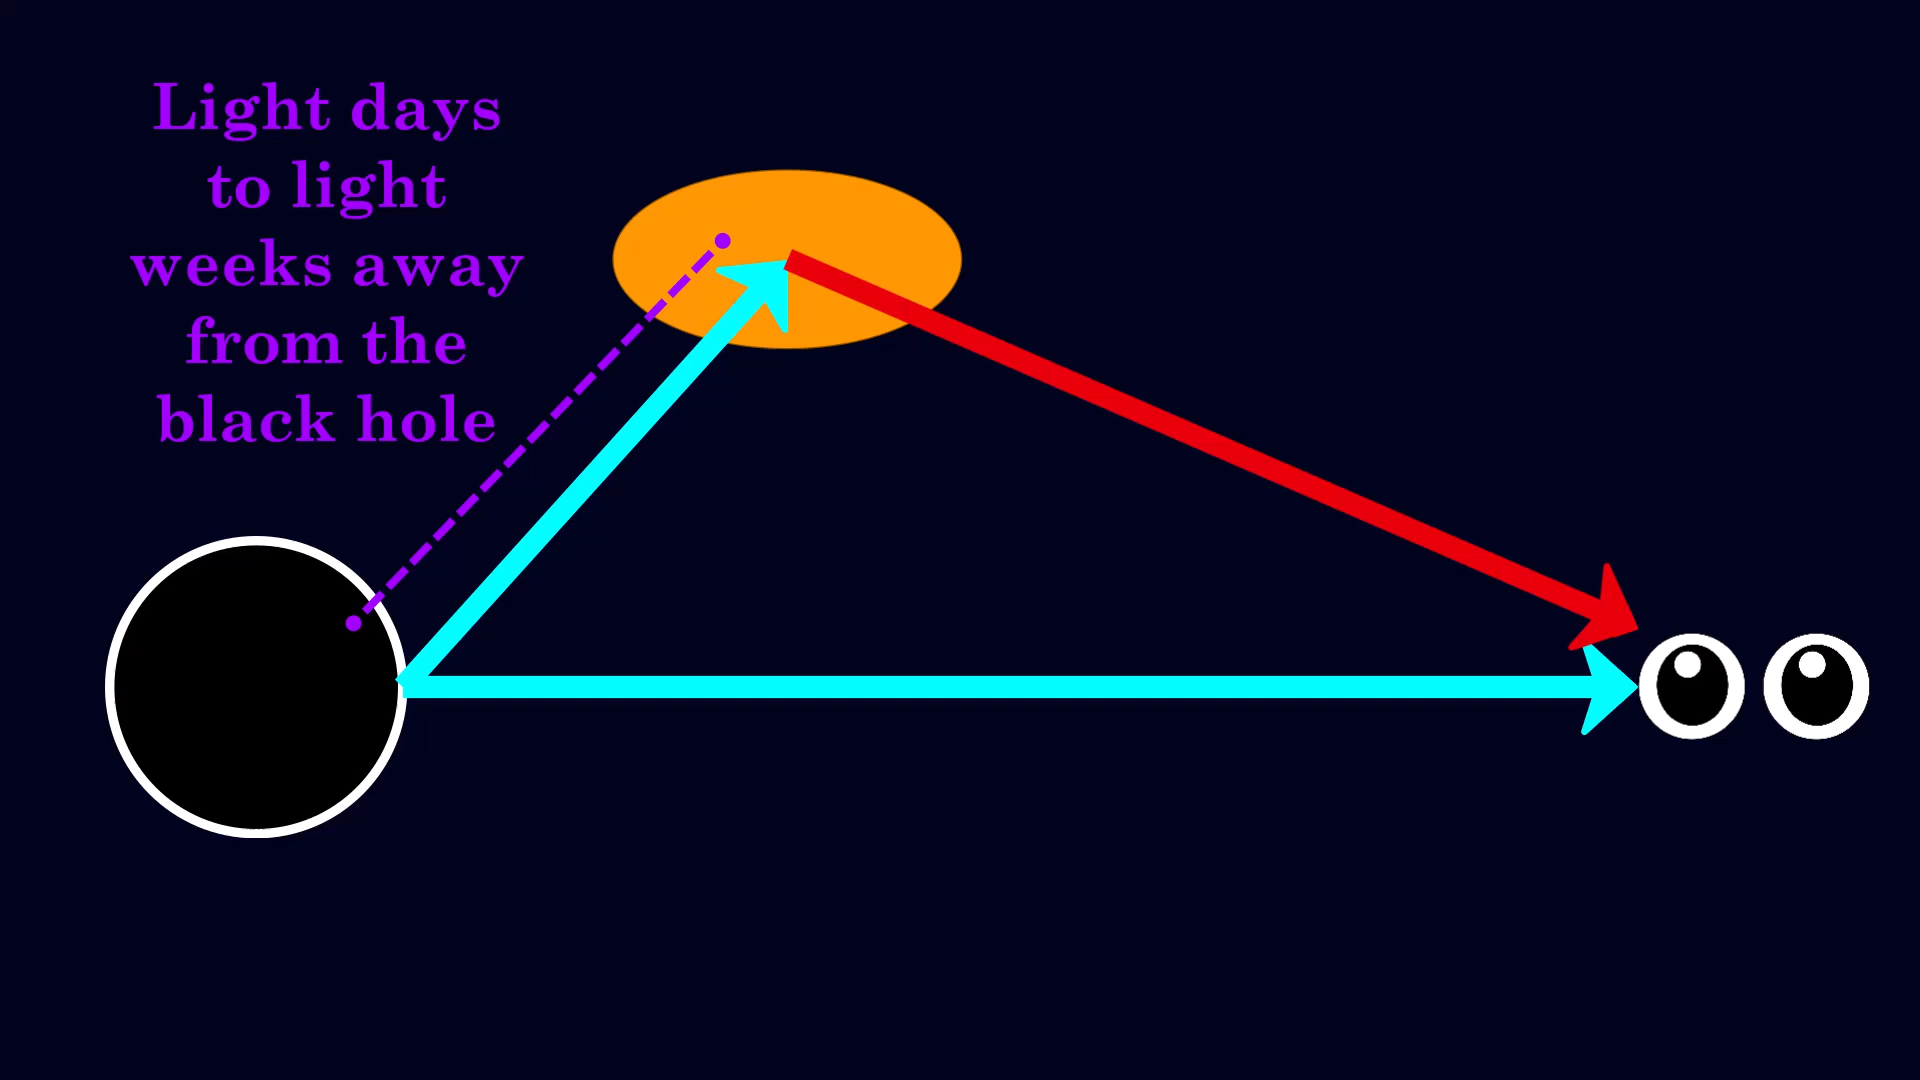 Light days
to light
weeks away
from the
black hole